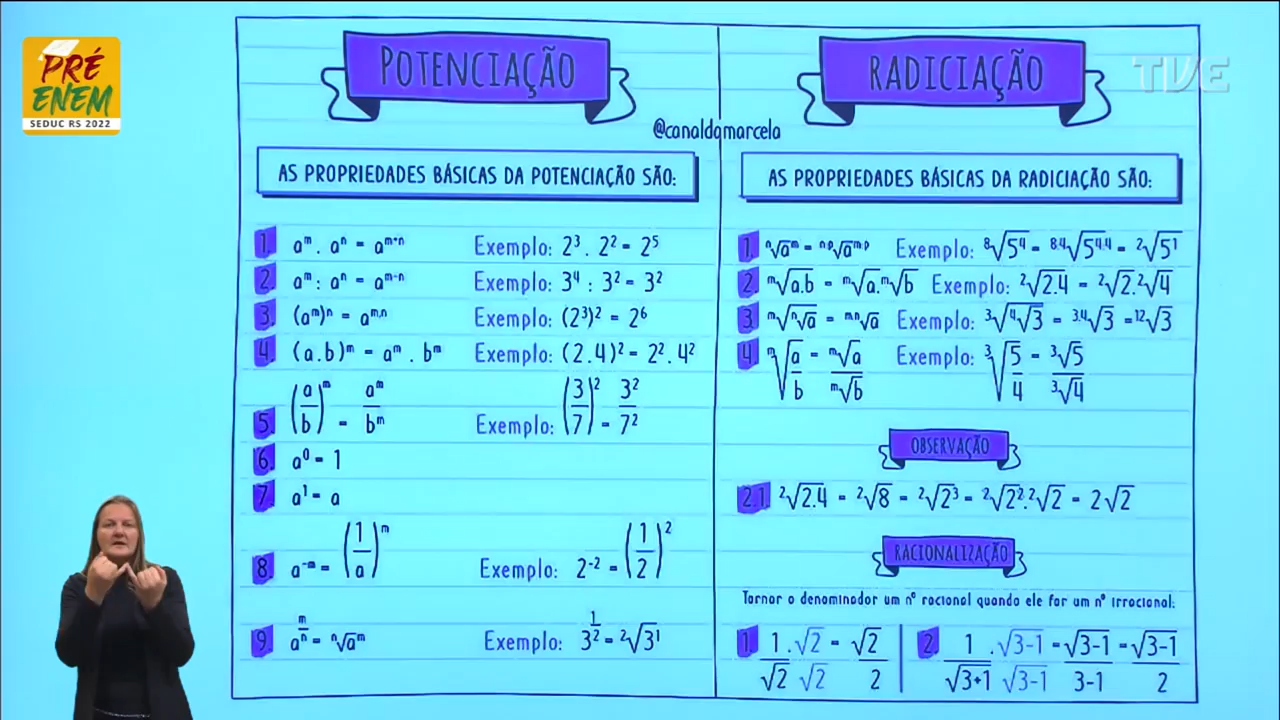 PRÉ
ENEM
SEDUC RS 2022
TVE
POTENCIAÇÃO
@canaldamarcela
AS PROPRIEDADES BÁSICAS DA POTENCIAÇÃO SÃO:
1. aᵐ . aⁿ = aᵐ⁺ⁿ Exemplo: 2³ . 2² = 2⁵
2. aᵐ : aⁿ = aᵐ⁻ⁿ Exemplo: 3⁴ : 3² = 3²
3. (aᵐ)ⁿ = aᵐ·ⁿ Exemplo: (2³)² = 2⁶
4. (a.b)ᵐ = aᵐ . bᵐ Exemplo: (2.4)² = 2² . 4²
5. (a/b)ᵐ = aᵐ/bᵐ Exemplo: (3/7)² = 3²/7²
6. a⁰ = 1
7. a¹ = a
8. a⁻ᵐ = (1/a)ᵐ Exemplo: 2⁻² = (1/2)²
9. a^(m/n) = ⁿ√aᵐ Exemplo: 3^(1/2) = ²√3¹
RADICIAÇÃO
AS PROPRIEDADES BÁSICAS DA RADICIAÇÃO SÃO:
1. ⁿ√aᵐ = ⁿ·ᵖ√aᵐ·ᵖ Exemplo: ⁸√5⁴ = ⁸·⁴√5⁴·⁴ = ²√5¹
2. ᵐ√a.b = ᵐ√a.ᵐ√b Exemplo: ²√2.4 = ²√2.²√4
3. ᵐ√ⁿ√a = ᵐ·ⁿ√a Exemplo: ³√⁴√3 = ³·⁴√3 = ¹²√3
4. ᵐ√(a/b) = ᵐ√a/ᵐ√b Exemplo: ³√(5/4) = ³√5/³√4
OBSERVAÇÃO
2.1 ²√2.4 = ²√8 = ²√2³ = ²√2².²√2 = 2√2
RACIONALIZAÇÃO
Tornar o denominador um nº racional quando ele for um nº irracional:
1. 1/√2 . √2/√2 = √2/2
2. 1/√3+1 . √3-1/√3-1 = √3-1/3-1 = √3-1/2